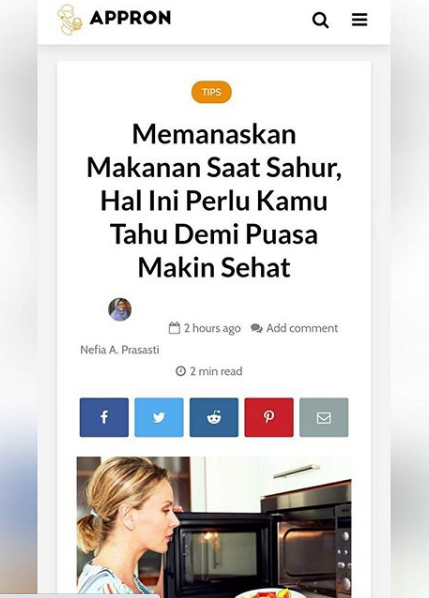 APPRON
TIPS
Memanaskan
Makanan Saat Sahur,
Hal Ini Perlu Kamu
Tahu Demi Puasa
Makin Sehat
2 hours ago Add comment
Nefia A. Prasasti
2 min read